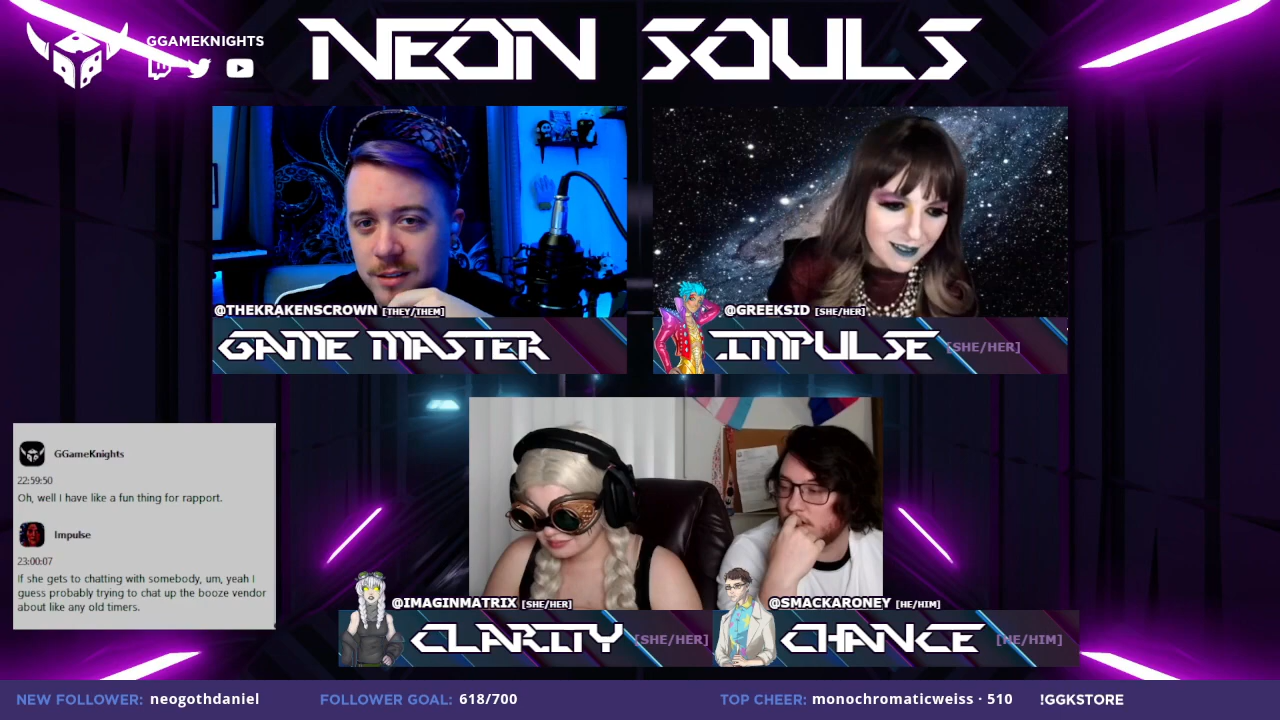 GGAMEKNIGHTS
NEON SOULS
@THEKRAKENSCROWN [THEY/THEM]
GAME MASTER
@GREEKSID [SHE/HER]
IMPULSE [SHE/HER]
GGameKnights
22:59:50
Oh, well I have like a fun thing for rapport.
Impulse
23:00:07
If she gets to chatting with somebody, um, yeah I
guess probably trying to chat up the booze vendor
about like any old timers.
@IMAGINMATRIX [SHE/HER]
CLARITY [SHE/HER]
@SMACKARONEY [HE/HIM]
CHANCE [HE/HIM]
NEW FOLLOWER: neogothdaniel
FOLLOWER GOAL: 618/700
TOP CHEER: monochromaticweiss · 510
!GGKSTORE